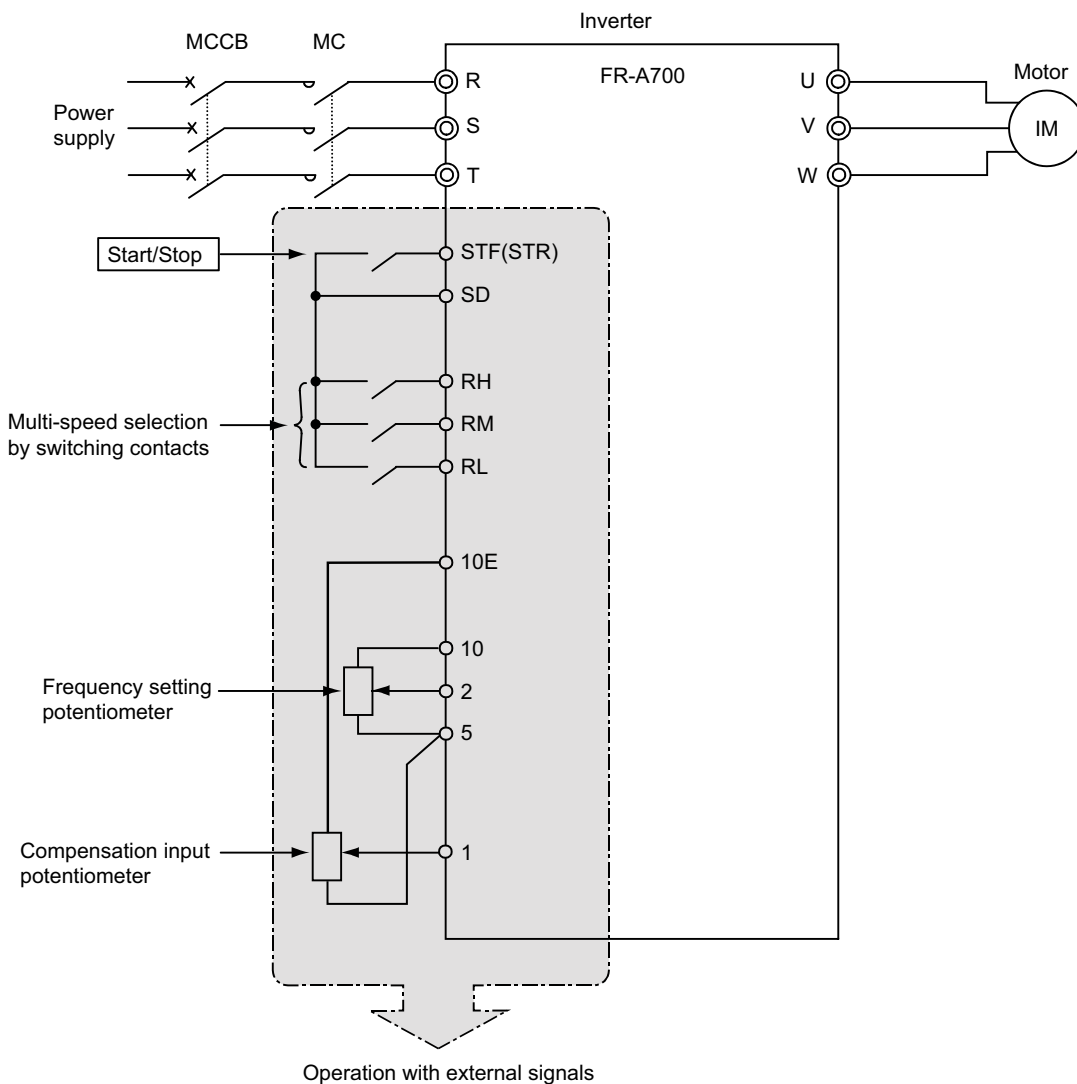 Inverter
MCCB
MC
FR-A700
Motor
Power
supply
R
S
T
U
V
W
IM
Start/Stop
STF(STR)
SD
RH
RM
RL
Multi-speed selection
by switching contacts
10E
10
2
5
Frequency setting
potentiometer
1
Compensation input
potentiometer
Operation with external signals